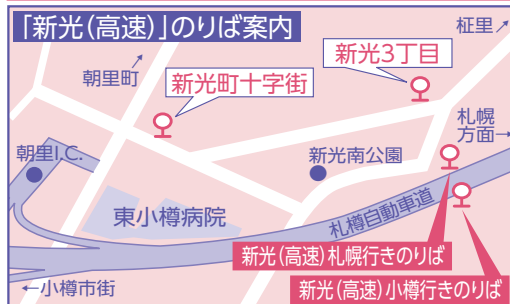 「新光(高速)」のりば案内
柾里↗
朝里町
新光3丁目
新光町十字街
札幌
方面→
朝里I.C.
新光南公園
東小樽病院
札樽自動車道
新光(高速)札幌行きのりば
←小樽市街
新光(高速)小樽行きのりば